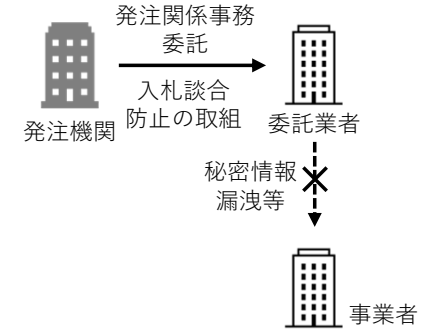 発注関係事務
委託
入札談合
防止の取組
発注機関
委託業者
秘密情報
漏洩等
事業者